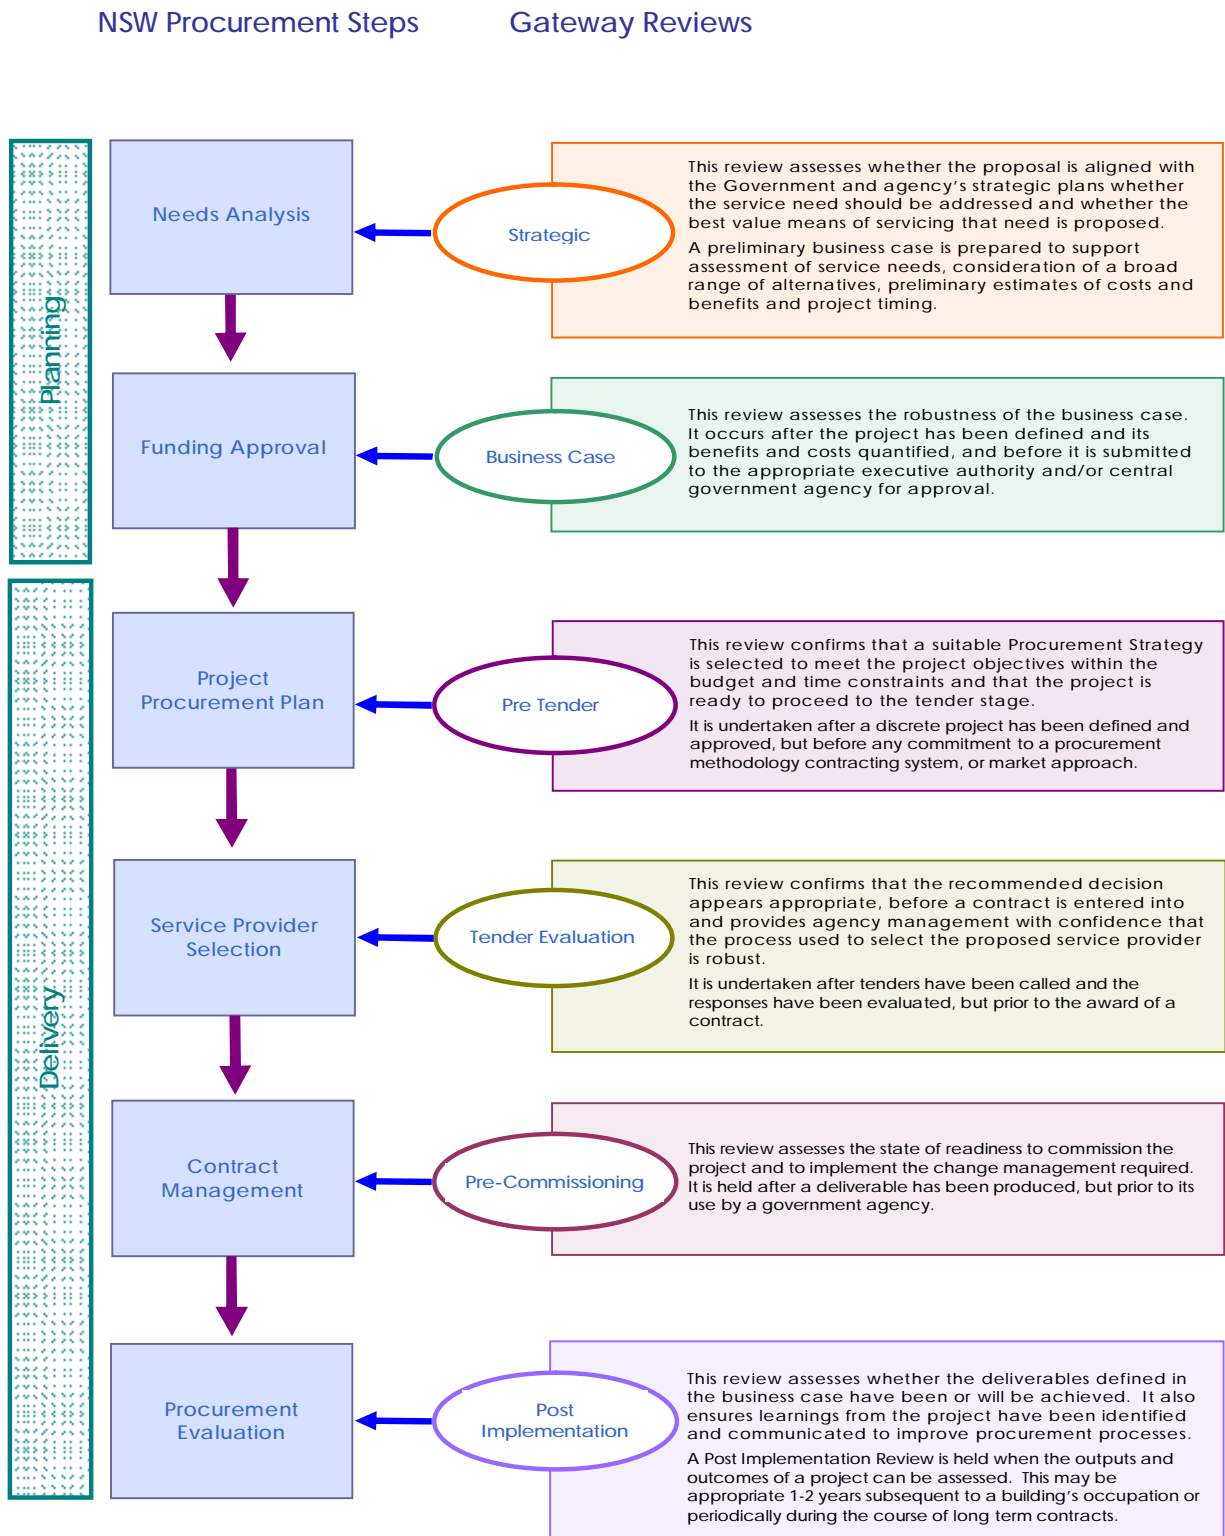 NSW Procurement Steps
Gateway Reviews
Planning
Needs Analysis
Strategic
This review assesses whether the proposal is aligned with
the Government and agency's strategic plans whether
the service need should be addressed and whether the
best value means of servicing that need is proposed.
A preliminary business case is prepared to support
assessment of service needs, consideration of a broad
range of alternatives, preliminary estimates of costs and
benefits and project timing.
Funding Approval
Business Case
This review assesses the robustness of the business case.
It occurs after the project has been defined and its
benefits and costs quantified, and before it is submitted
to the appropriate executive authority and/or central
government agency for approval.
Delivery
Project
Procurement Plan
Pre Tender
This review confirms that a suitable Procurement Strategy
is selected to meet the project objectives within the
budget and time constraints and that the project is
ready to proceed to the tender stage.
It is undertaken after a discrete project has been defined and
approved, but before any commitment to a procurement
methodology contracting system, or market approach.
Service Provider
Selection
Tender Evaluation
This review confirms that the recommended decision
appears appropriate, before a contract is entered into
and provides agency management with confidence that
the process used to select the proposed service provider
is robust.
It is undertaken after tenders have been called and the
responses have been evaluated, but prior to the award of a
contract.
Contract
Management
Pre-Commissioning
This review assesses the state of readiness to commission the
project and to implement the change management required.
It is held after a deliverable has been produced, but prior to its
use by a government agency.
Procurement
Evaluation
Post
Implementation
This review assesses whether the deliverables defined in
the business case have been or will be achieved. It also
ensures learnings from the project have been identified
and communicated to improve procurement processes.
A Post Implementation Review is held when the outputs and
outcomes of a project can be assessed. This may be
appropriate 1-2 years subsequent to a building's occupation or
periodically during the course of long term contracts.